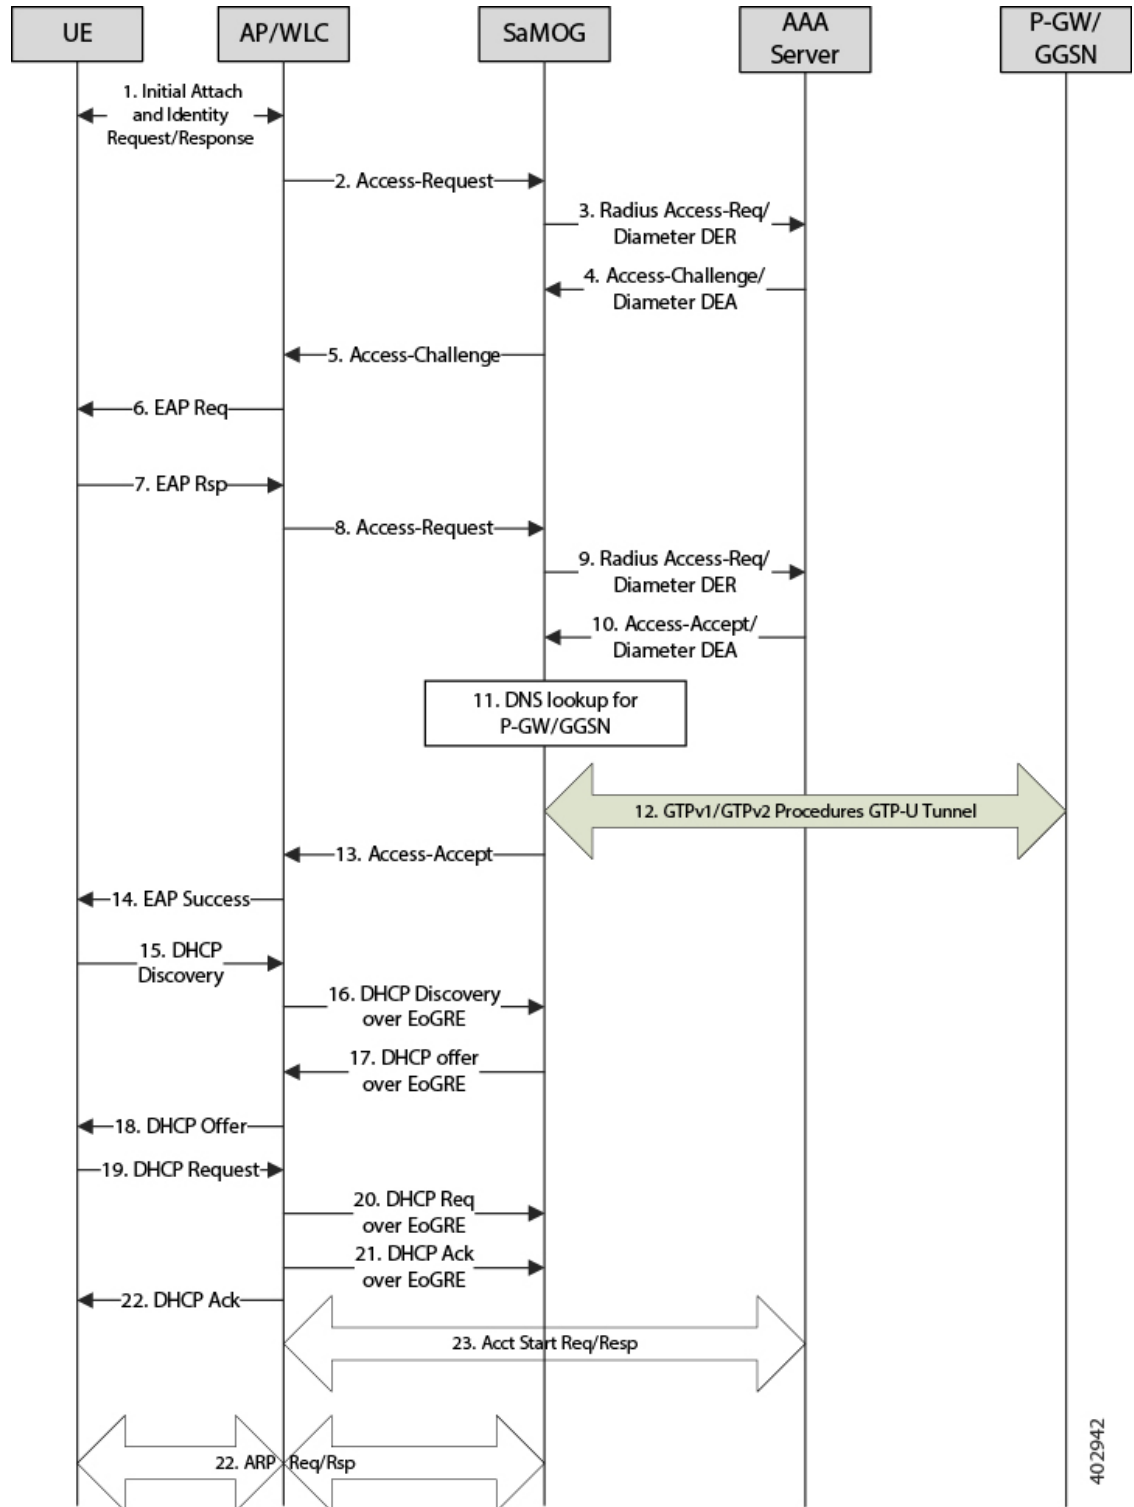 UE
AP/WLC
SaMOG
AAA
Server
P-GW/
GGSN
1. Initial Attach
and Identity
Request/Response
2. Access-Request
3. Radius Access-Req/
Diameter DER
4. Access-Challenge/
Diameter DEA
5. Access-Challenge
6. EAP Req
7. EAP Rsp
8. Access-Request
9. Radius Access-Req/
Diameter DER
10. Access-Accept/
Diameter DEA
11. DNS lookup for
P-GW/GGSN
12. GTPv1/GTPv2 Procedures GTP-U Tunnel
13. Access-Accept
14. EAP Success
15. DHCP
Discovery
16. DHCP Discovery
over EoGRE
17. DHCP offer
over EoGRE
18. DHCP Offer
19. DHCP Request
20. DHCP Req
over EoGRE
21. DHCP Ack
over EoGRE
22. DHCP Ack
23. Acct Start Req/Resp
22. ARP Req/Rsp
402942